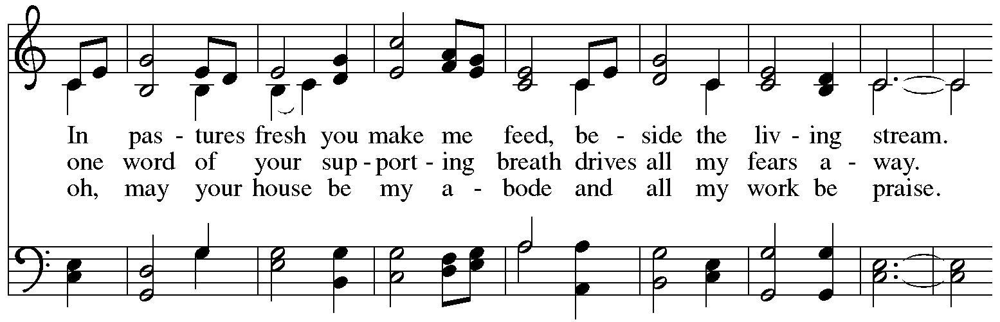 In pas - tures fresh you make me feed, be - side the liv - ing stream.
one word of your sup - port - ing breath drives all my fears a - way.
oh, may your house be my a - bode and all my work be praise.